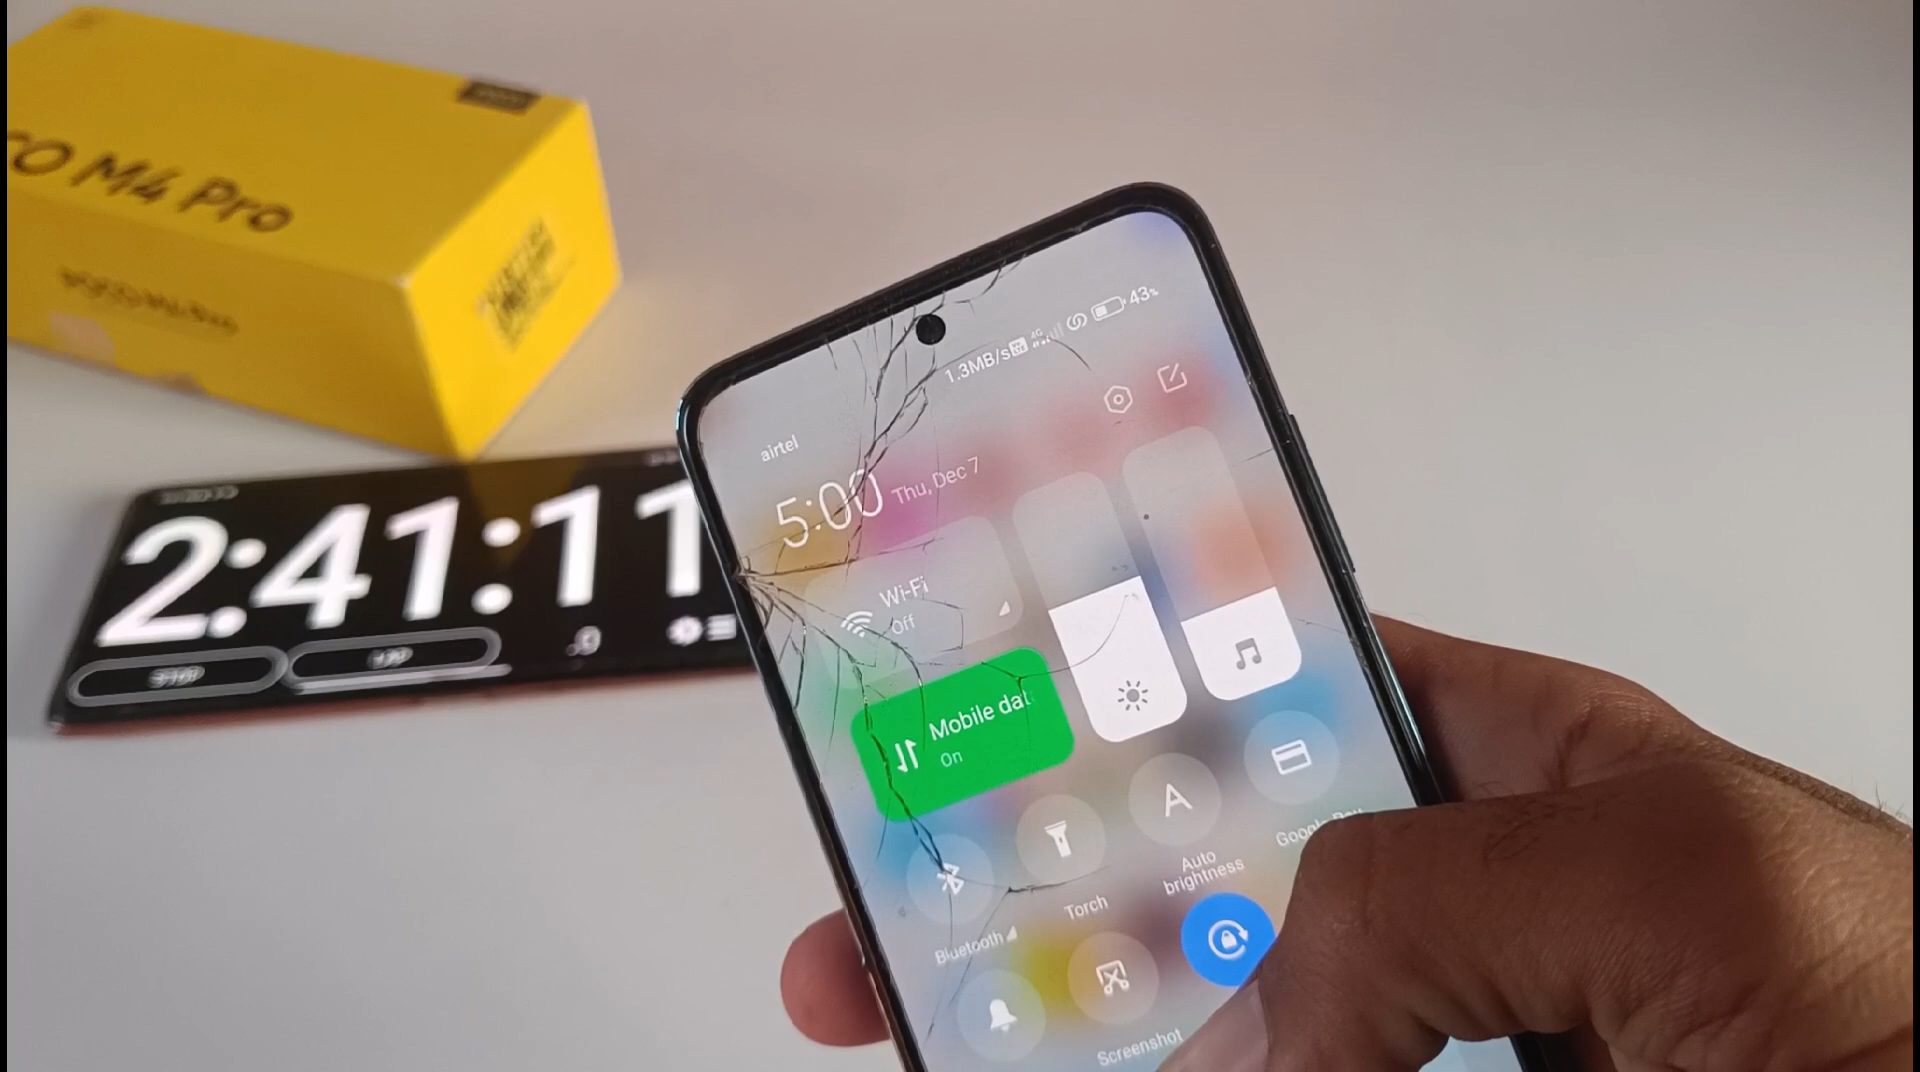 CO M4 Pro
2:41:11
1.3MB/s 4G 43%
airtel
5:00 Thu, Dec 7
Wi-Fi
Off
Mobile dat
On
Auto
brightness
Torch
Bluetooth
Screenshot